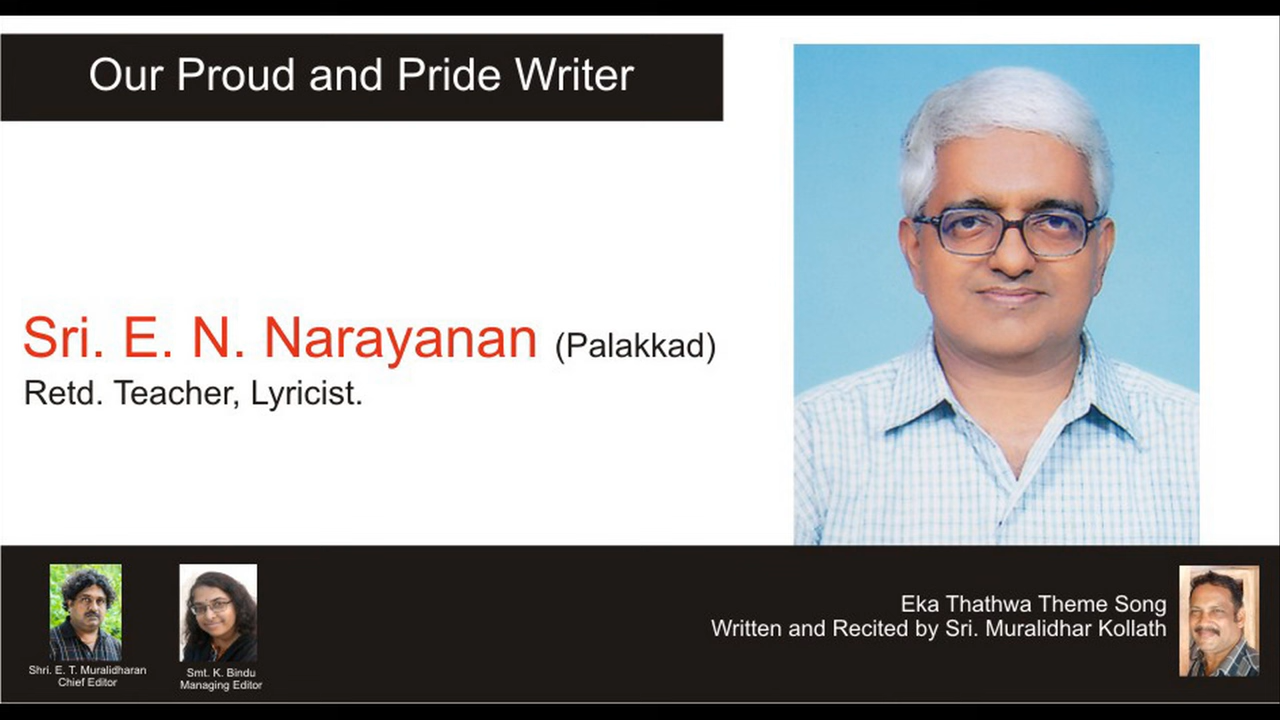 Our Proud and Pride Writer
Sri. E. N. Narayanan (Palakkad)
Retd. Teacher, Lyricist.
Shri. E. T. Muralidharan
Chief Editor
Smt. K. Bindu
Managing Editor
Eka Thathwa Theme Song
Written and Recited by Sri. Muralidhar Kollath